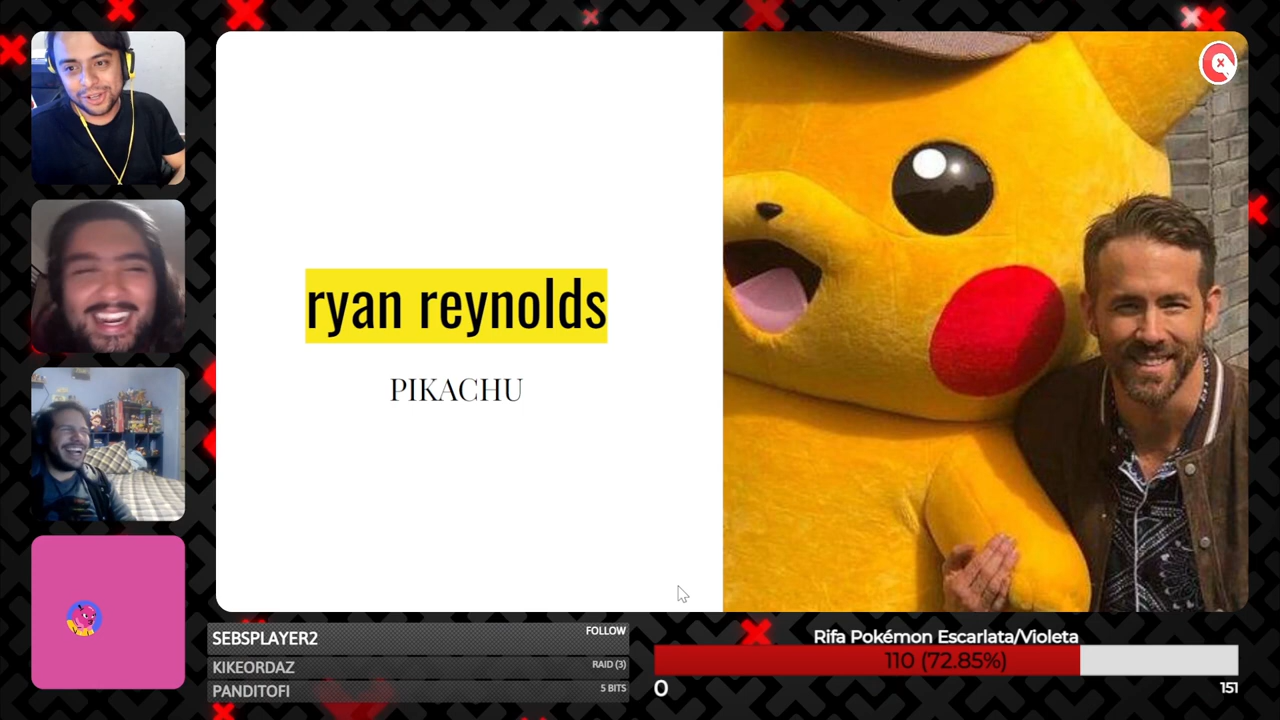 ryan reynolds
PIKACHU
SEBSPLAYER2 FOLLOW
KIKEORDAZ RAID (3)
PANDITOFI 5 BITS
Rifa Pokémon Escarlata/Violeta
110 (72.85%)
0 151